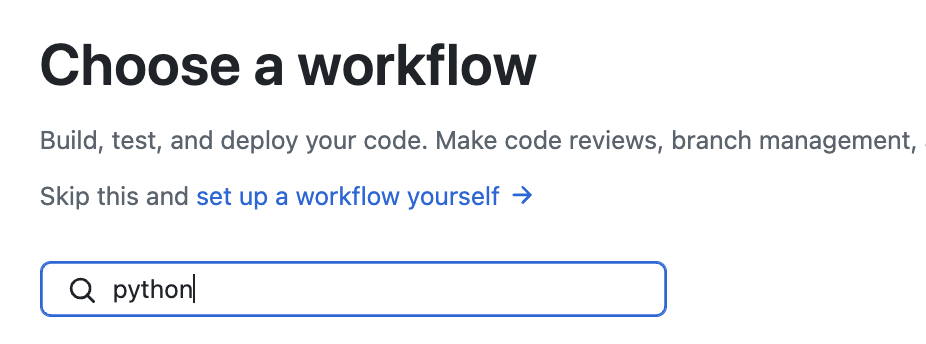 Choose a workflow
Build, test, and deploy your code. Make code reviews, branch management,
Skip this and set up a workflow yourself →
python